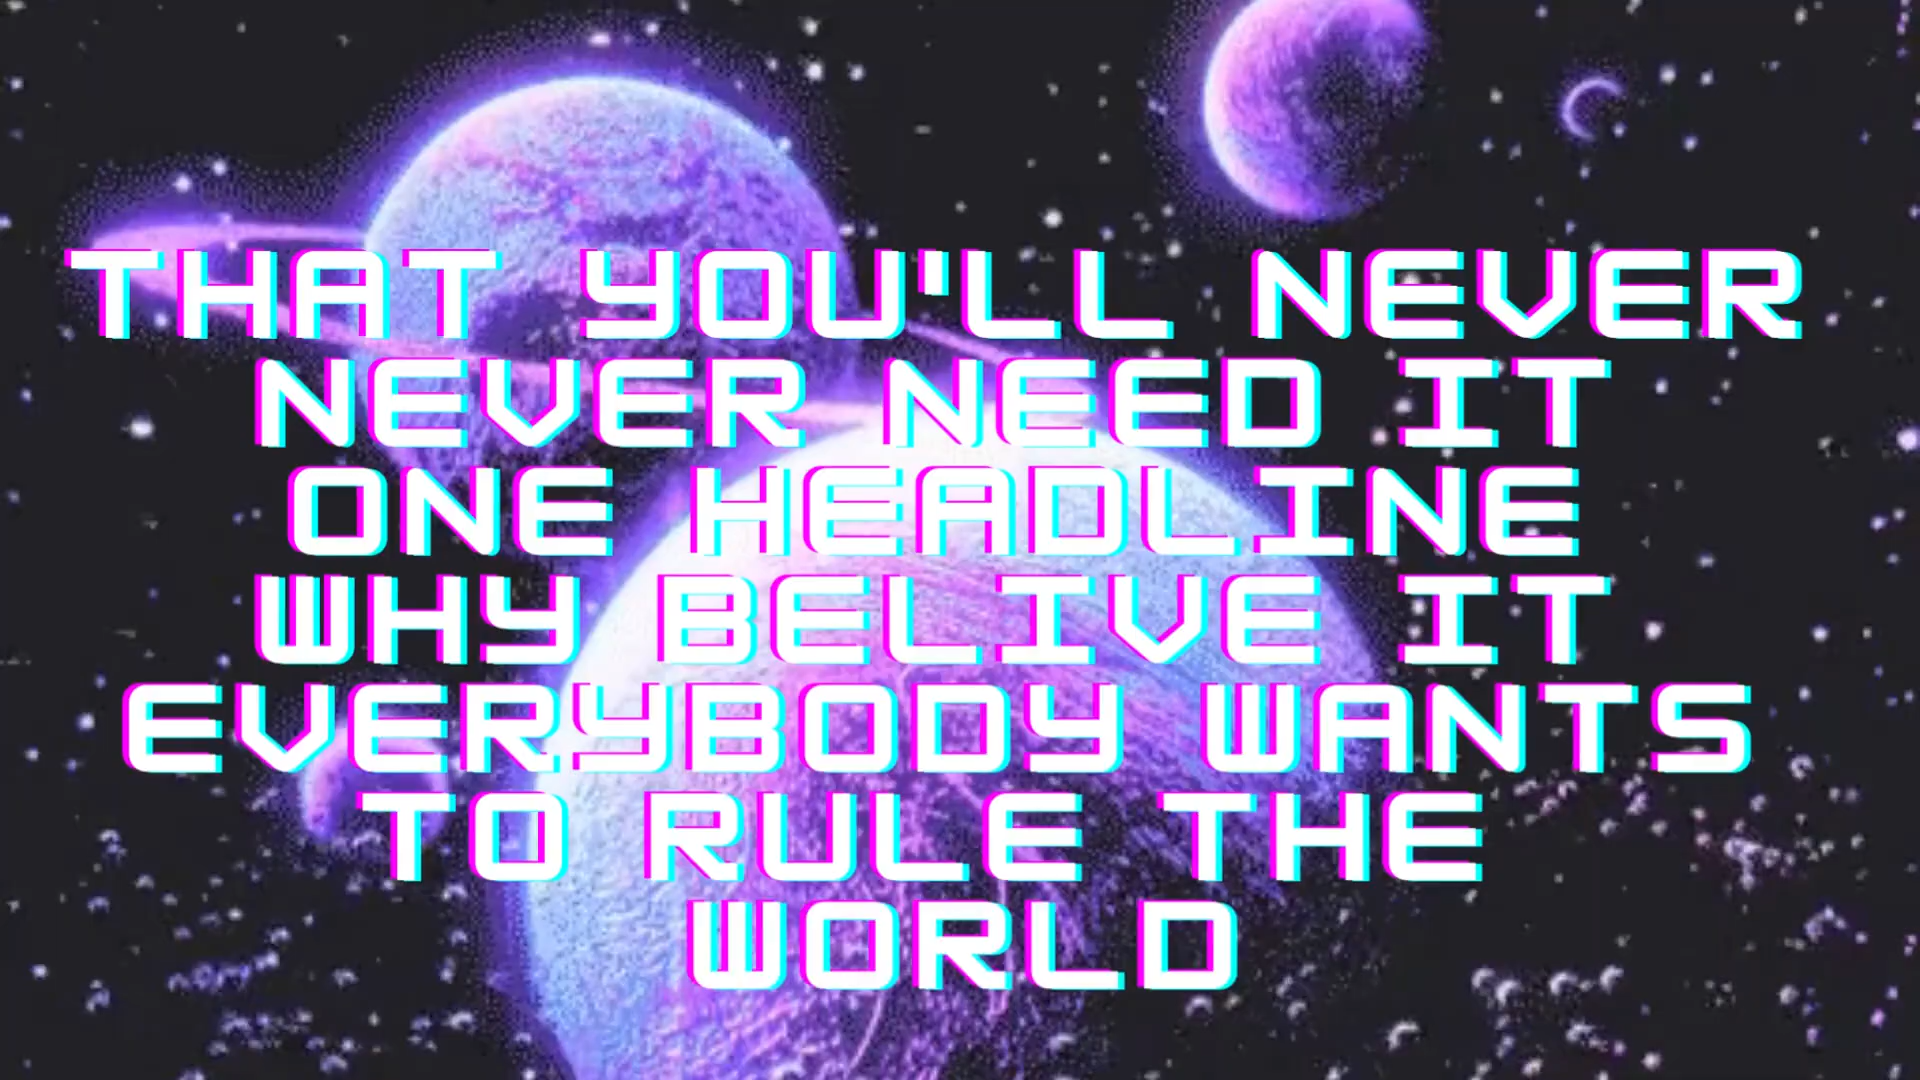 THAT YOU'LL NEVER
NEVER NEED IT
ONE HEADLINE
WHY BELIVE IT
EVERYBODY WANTS
TO RULE THE
WORLD